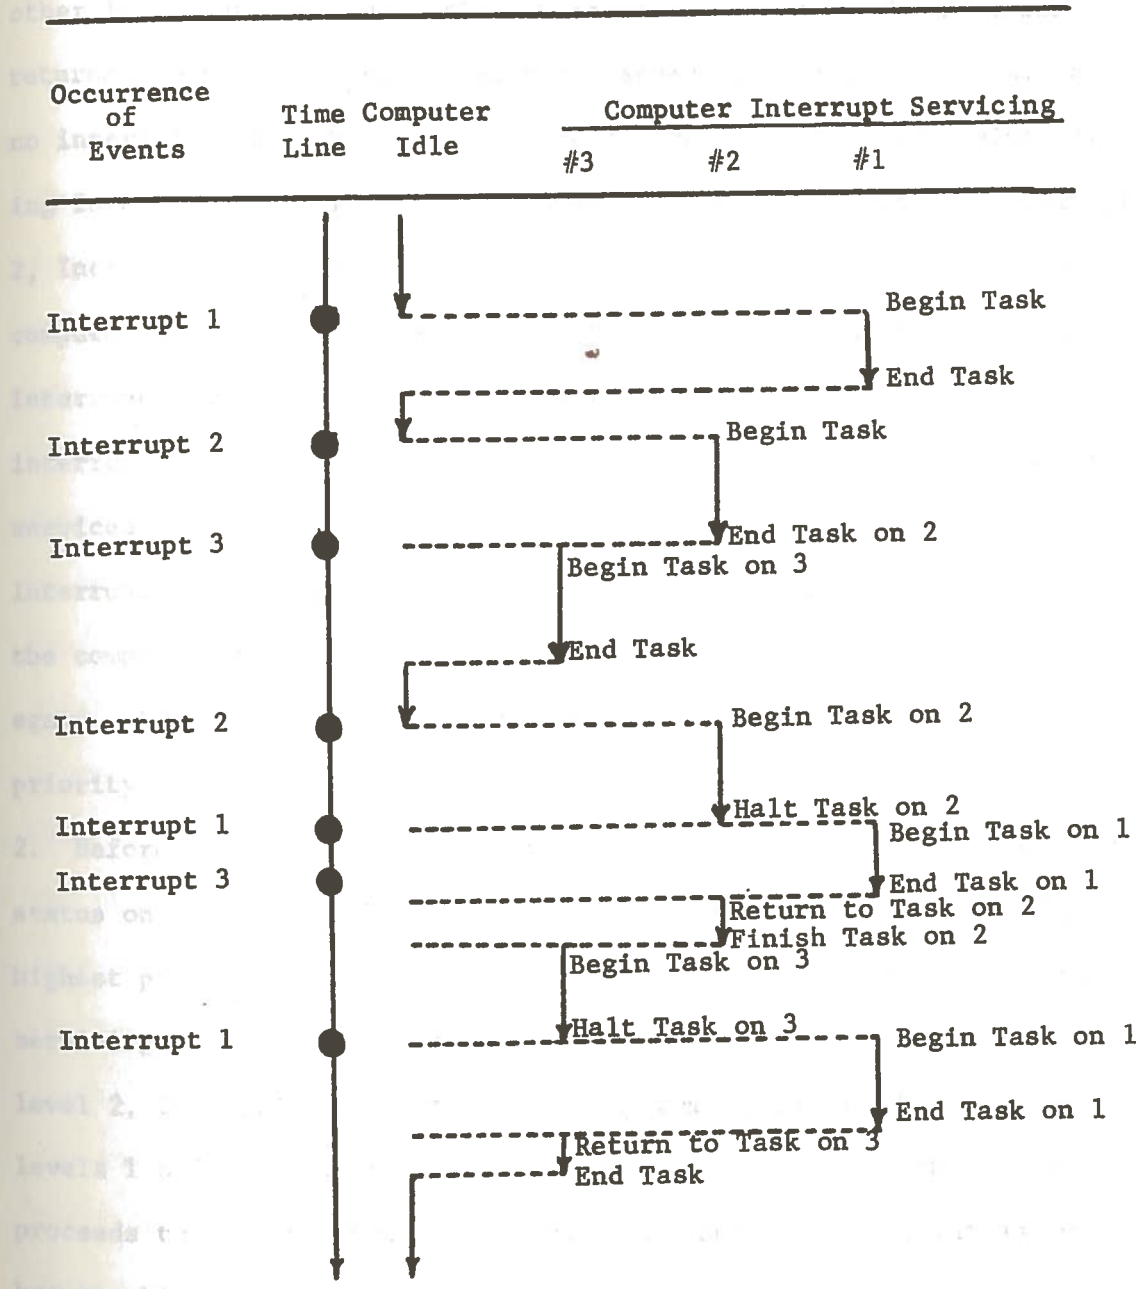 Occurrence
of
Events
Time
Line
Computer
Idle
Computer Interrupt Servicing
#3 #2 #1
Interrupt 1
Begin Task
End Task
Interrupt 2
Begin Task
Interrupt 3
End Task on 2
Begin Task on 3
End Task
Interrupt 2
Begin Task on 2
Interrupt 1
Halt Task on 2
Begin Task on 1
Interrupt 3
End Task on 1
Return to Task on 2
Finish Task on 2
Begin Task on 3
Interrupt 1
Halt Task on 3
Begin Task on 1
End Task on 1
Return to Task on 3
End Task